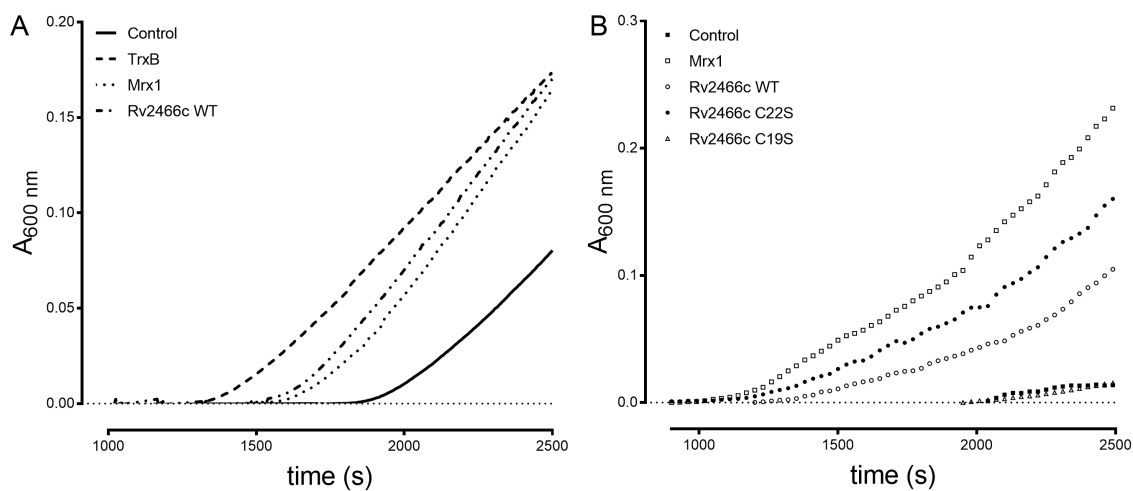 A
0.20
0.15
0.10
0.05
0.00
A600 nm
Control
TrxB
Mrx1
Rv2466c WT
1000 1500 2000 2500
time (s)
B
0.3
0.2
0.1
0.0
A600 nm
Control
Mrx1
Rv2466c WT
Rv2466c C22S
Rv2466c C19S
1000 1500 2000 2500
time (s)